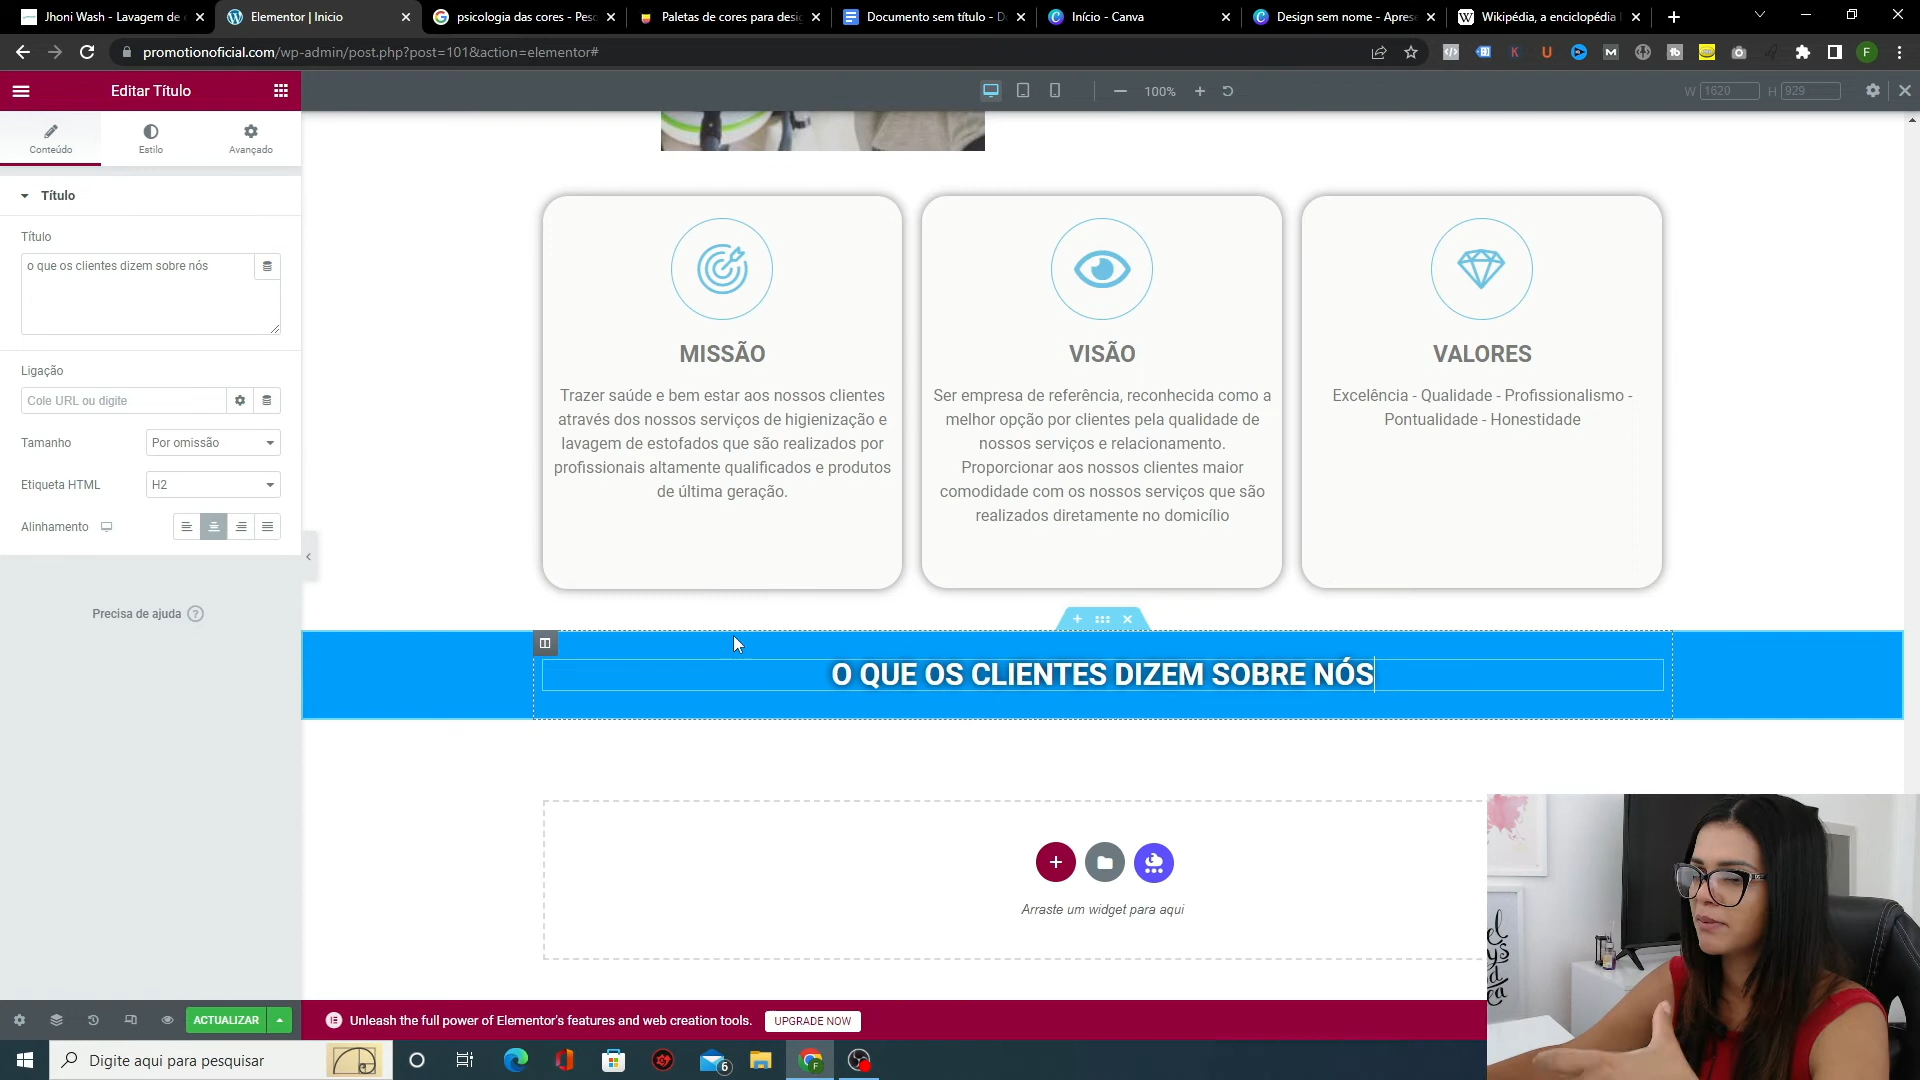 Jhoni Wash - Lavagem de
Elementor | Inicio
psicologia das cores - Pes
Paletas de cores para desi
Documento sem título - D
Início - Canva
Design sem nome - Apres
Wikipédia, a enciclopédia
promotionoficial.com/wp-admin/post.php?post=101&action=elementor#
Editar Título
100%
W 1620 H 929
Conteúdo
Estilo
Avançado
Título
Título
o que os clientes dizem sobre nós
Ligação
Cole URL ou digite
Tamanho
Por omissão
Etiqueta HTML
H2
Alinhamento
Precisa de ajuda ?
MISSÃO
Trazer saúde e bem estar aos nossos clientes
através dos nossos serviços de higienização e
lavagem de estofados que são realizados por
profissionais altamente qualificados e produtos
de última geração.
VISÃO
Ser empresa de referência, reconhecida como a
melhor opção por clientes pela qualidade de
nossos serviços e relacionamento.
Proporcionar aos nossos clientes maior
comodidade com os nossos serviços que são
realizados diretamente no domicílio
VALORES
Excelência - Qualidade - Profissionalismo -
Pontualidade - Honestidade
O QUE OS CLIENTES DIZEM SOBRE NÓS
Arraste um widget para aqui
ACTUALIZAR
Unleash the full power of Elementor's features and web creation tools.
UPGRADE NOW
Digite aqui para pesquisar
6